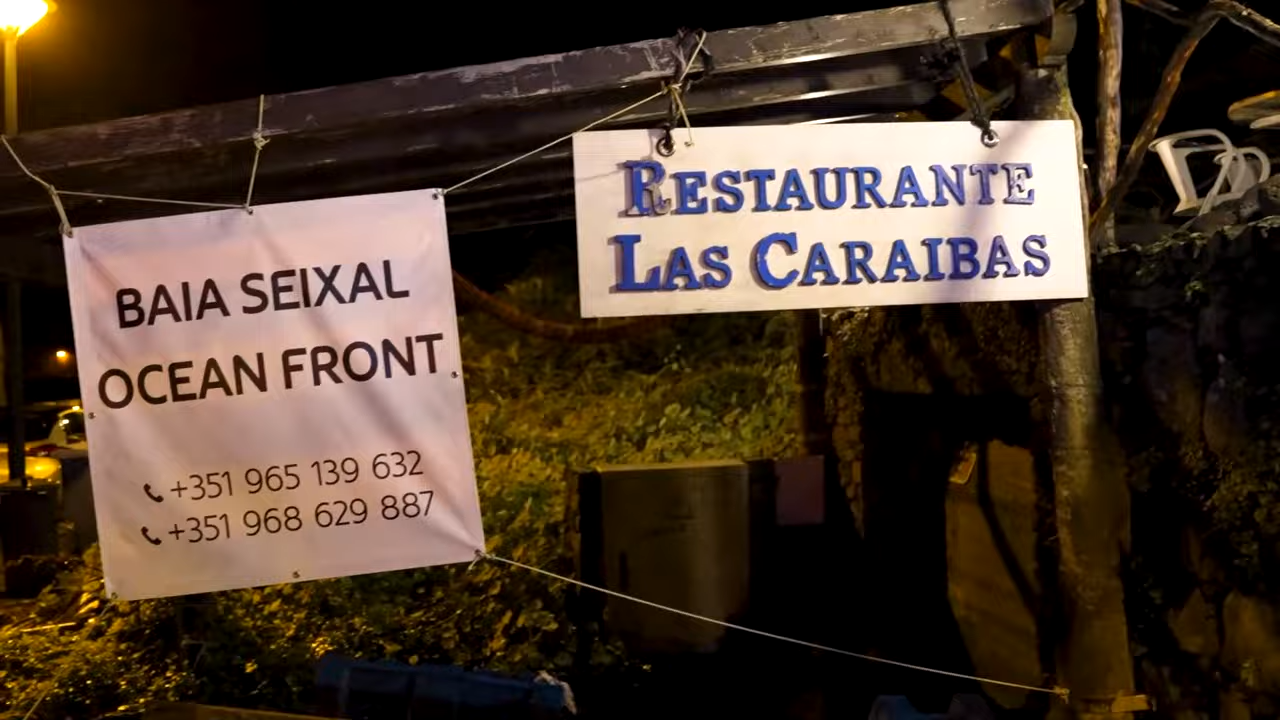 BAIA SEIXAL
OCEAN FRONT
+351 965 139 632
+351 968 629 887
RESTAURANTE
LAS CARAIBAS